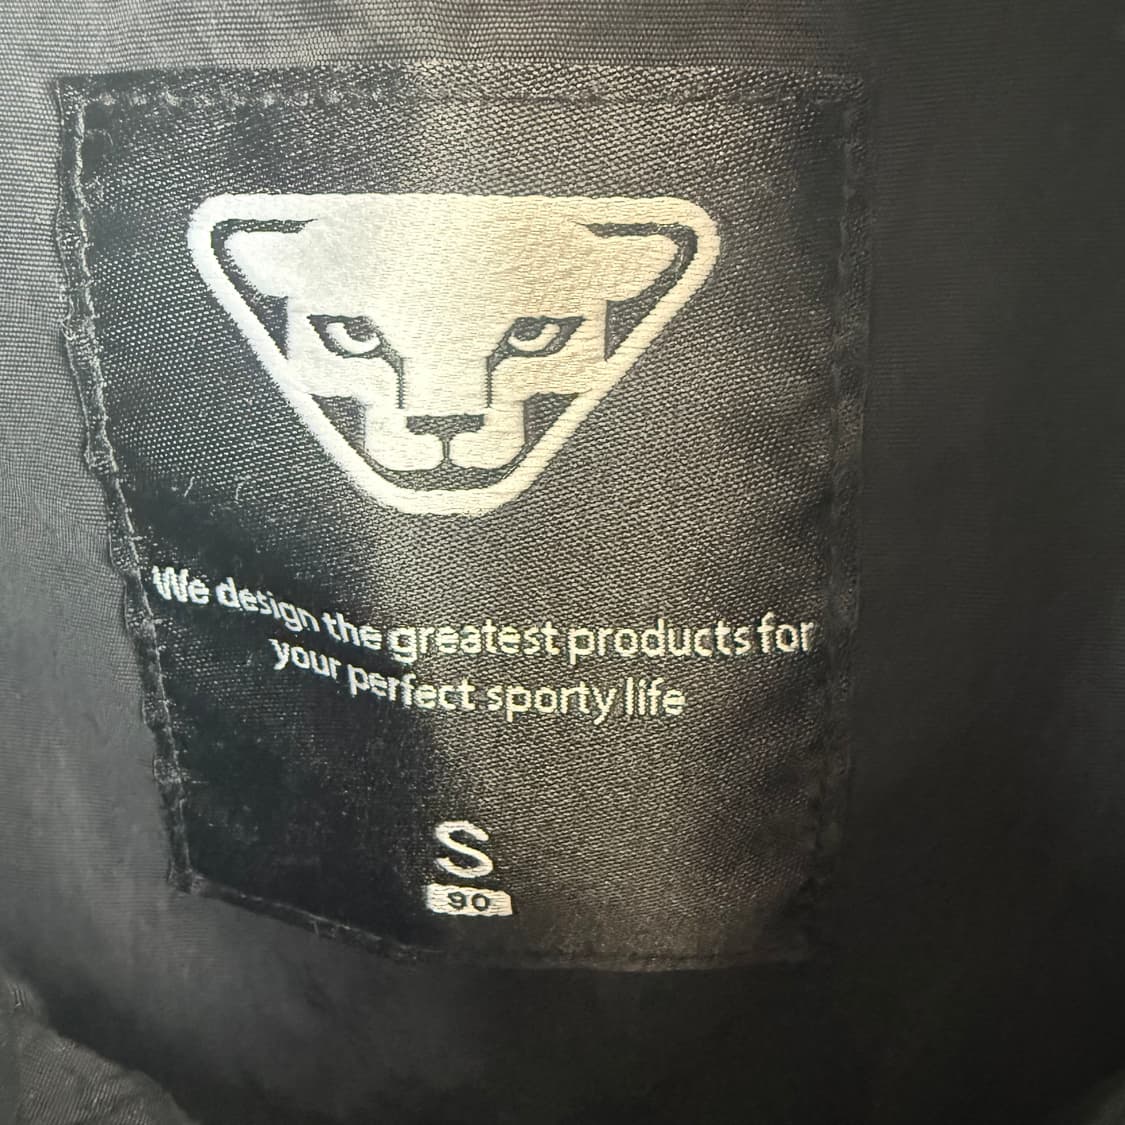 We design the greatest products for
your perfect sporty life
S
90